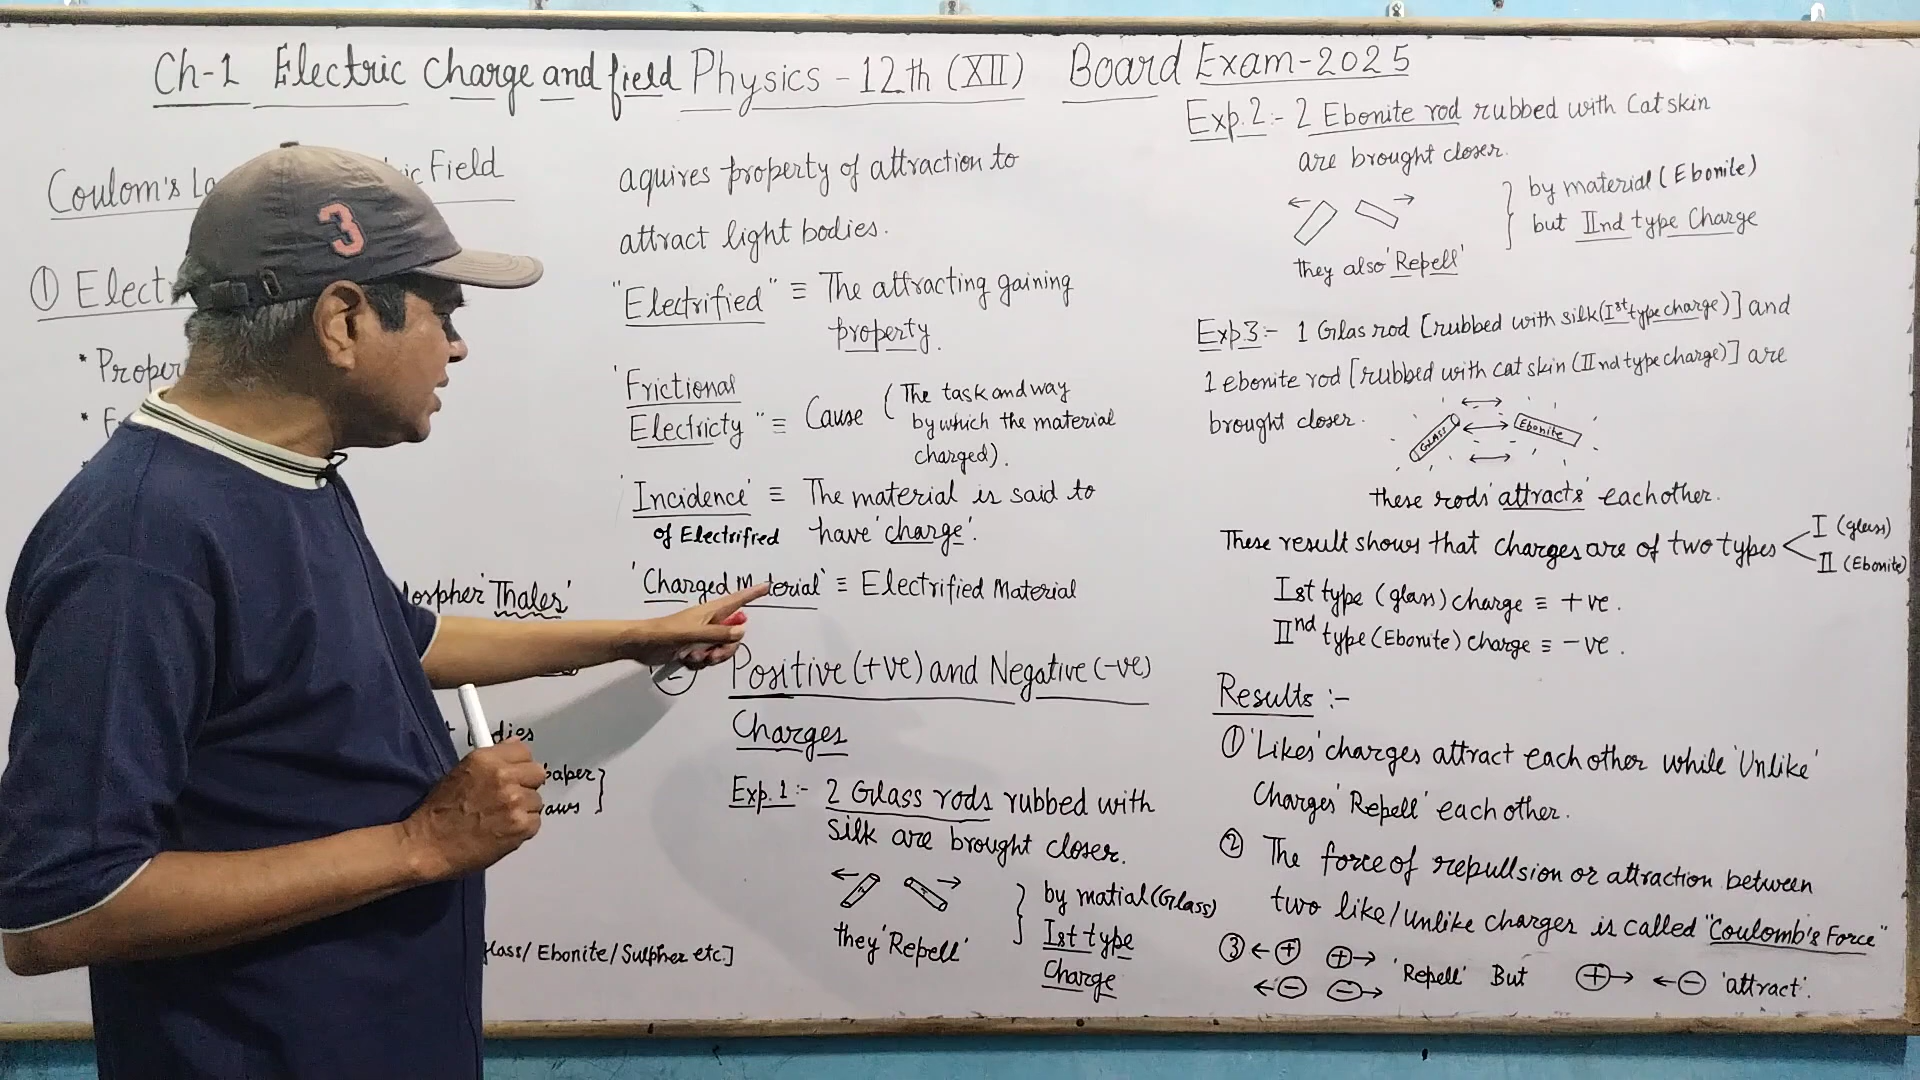 Ch-1 Electric Charge and field Physics - 12th (XII) Board Exam-2025
Coulom's La
ic Field
① Elect
* Proper
*
lospher 'Thales'
dies
paper
aws
lass/ Ebonite/ Sulpher etc.]
aquires property of attraction to
attract light bodies.
"Electrified" ≡ The attracting gaining
property.
'Frictional
Electricty" ≡ Cause (The task and way
by which the material
charged).
'Incidence' ≡ The material is said to
of Electrified have 'charge'.
'Charged Material' ≡ Electrified Material
Positive (+ve) and Negative (-ve)
Charges
Exp. 1:- 2 Glass rods rubbed with
silk are brought closer.
they 'Repell'
by matial (Glass)
Ist type
Charge
Exp. 2:- 2 Ebonite rod rubbed with Cat skin
are brought closer.
they also 'Repell'
by material (Ebonite)
but IInd type Charge
Exp 3:- 1 Glas rod [rubbed with silk (Ist type charge)] and
1 ebonite rod [rubbed with cat skin (IInd type charge)] are
brought closer.
GLASS Ebonite
these rods 'attracts' each other.
These result shows that charges are of two types
I (glass)
II (Ebonite)
Ist type (glass) charge ≡ +ve.
IInd type (Ebonite) charge ≡ -ve.
Results :-
① 'Likes' charges attract each other while 'Unlike'
Charges 'Repell' each other.
② The force of repullsion or attraction between
two like/unlike charger is called "Coulomb's Force"
③ ←⊕ ⊕→ 'Repell' But ⊕→ ←⊖ 'attract'.
←⊖ ⊖→
3